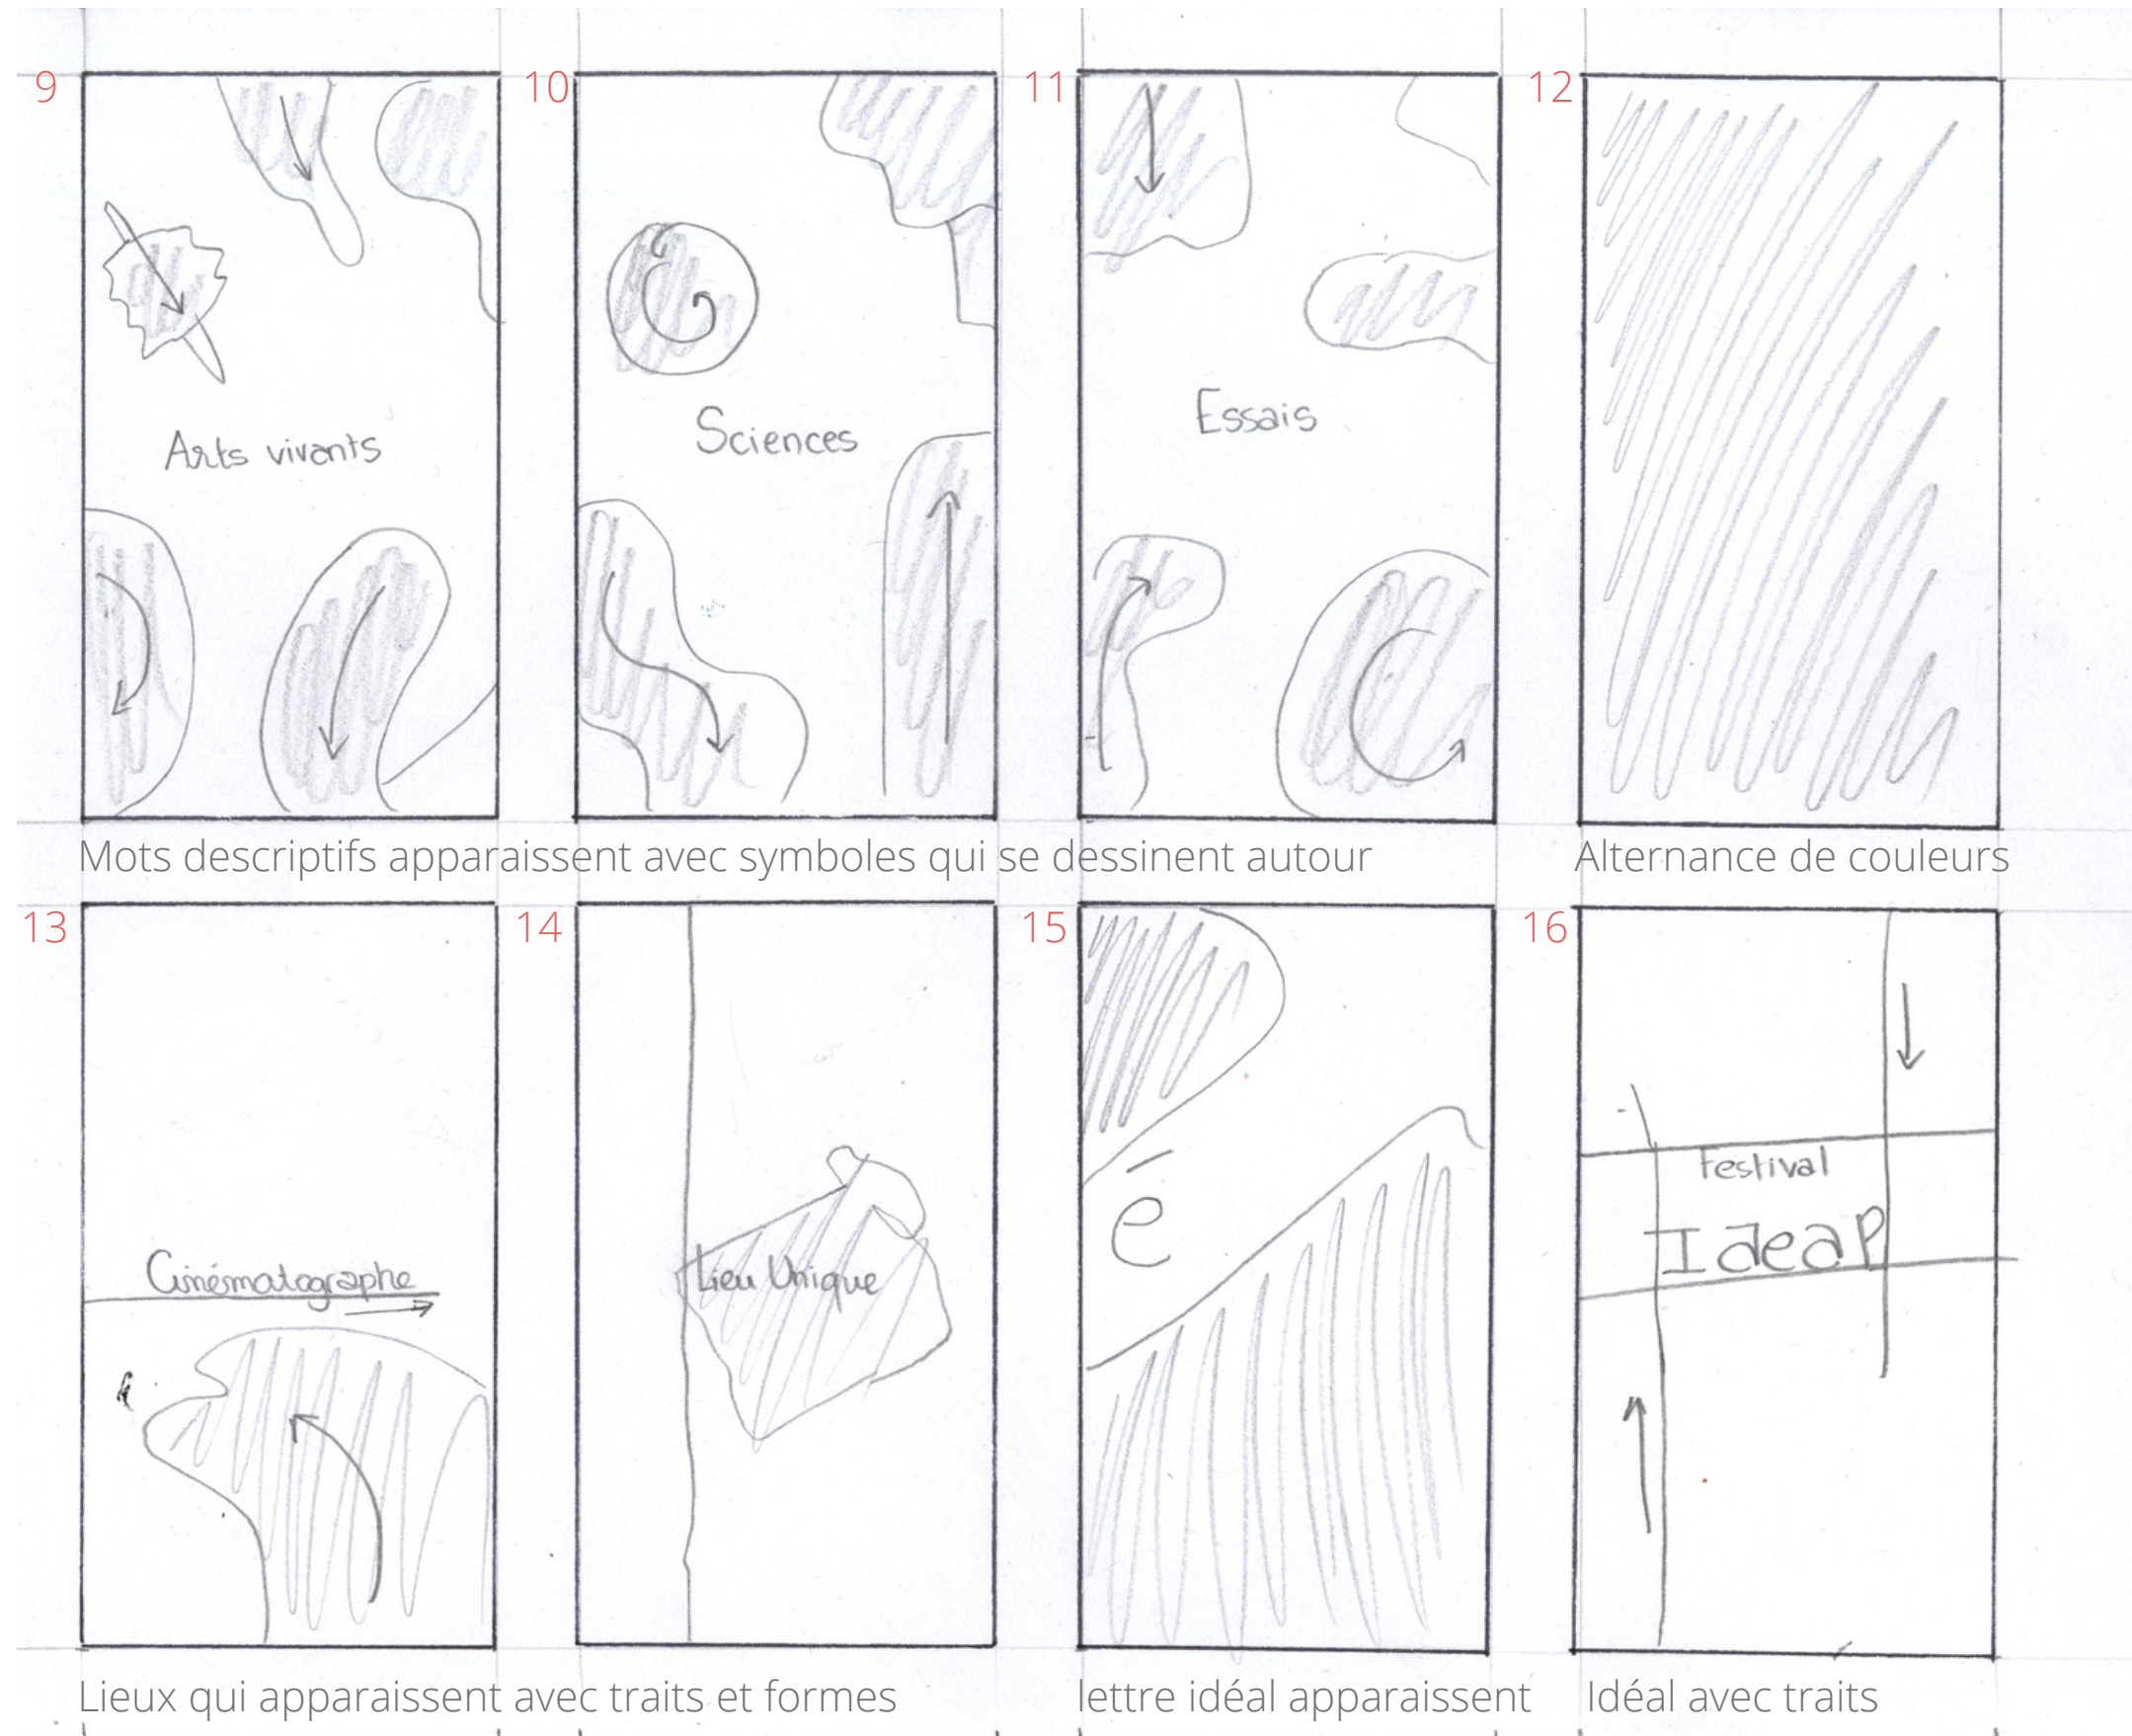 9
10
11
12
Arts vivants
Sciences
Essais
Mots descriptifs apparaissent avec symboles qui se dessinent autour
Alternance de couleurs
13
14
15
16
Cinématographe
Lieu Unique
é
Festival
Ideal
Lieux qui apparaissent avec traits et formes
lettre idéal apparaissent
Idéal avec traits